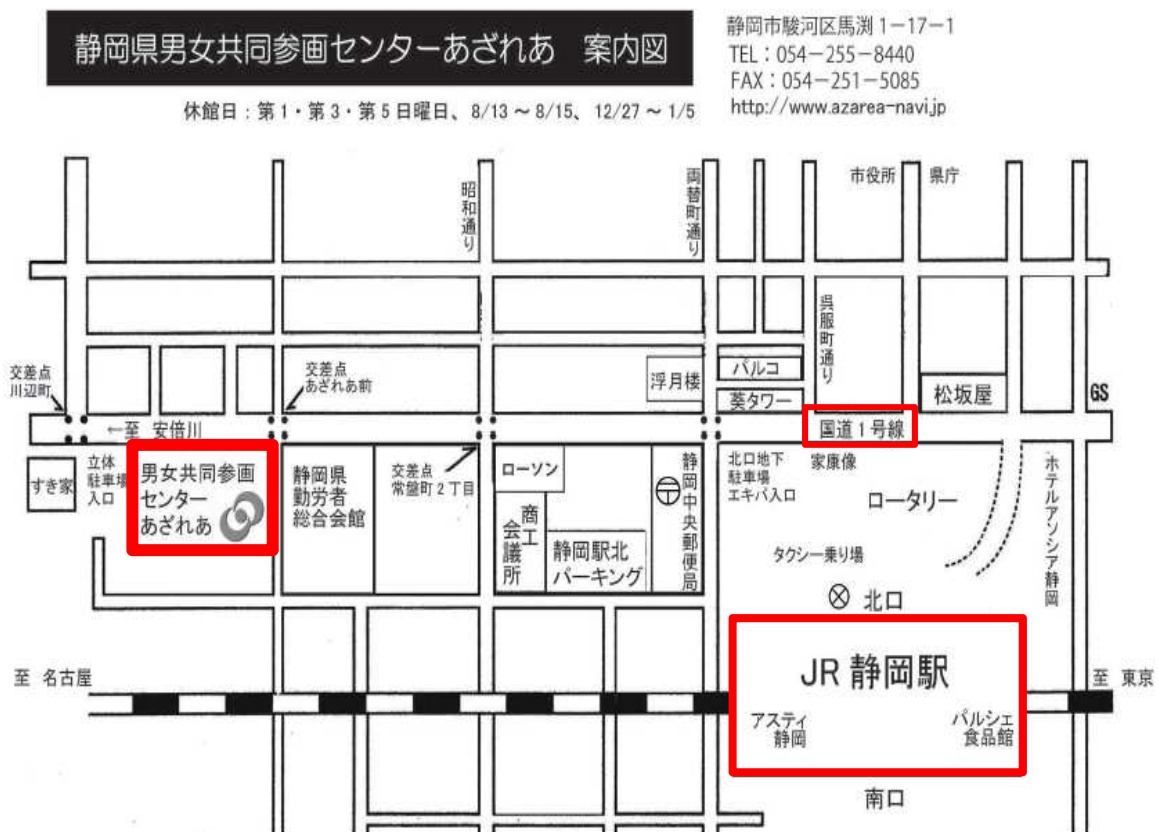 静岡県男女共同参画センターあざれあ　案内図
静岡市駿河区馬渕1－17－1
TEL：054－255－8440
FAX：054－251－5085
http://www.azarea-navi.jp
休館日：第1・第3・第5日曜日、8/13～8/15、12/27～1/5
昭和通り
両替町通り
市役所
県庁
呉服町通り
交差点
川辺町
交差点
あざれあ前
浮月楼
パルコ
葵タワー
松坂屋
GS
←至 安倍川
国道1号線
すき家
立体
駐車場
入口
男女共同参画
センター
あざれあ
静岡県
勤労者
総合会館
交差点
常盤町2丁目
ローソン
商工
会議所
静岡駅北
パーキング
静岡中央郵便局
北口地下
駐車場
エキパ入口
家康像
ロータリー
タクシー乗り場
ホテルアンシア静岡
北口
JR 静岡駅
至 名古屋
至 東京
アスティ
静岡
パルシェ
食品館
南口